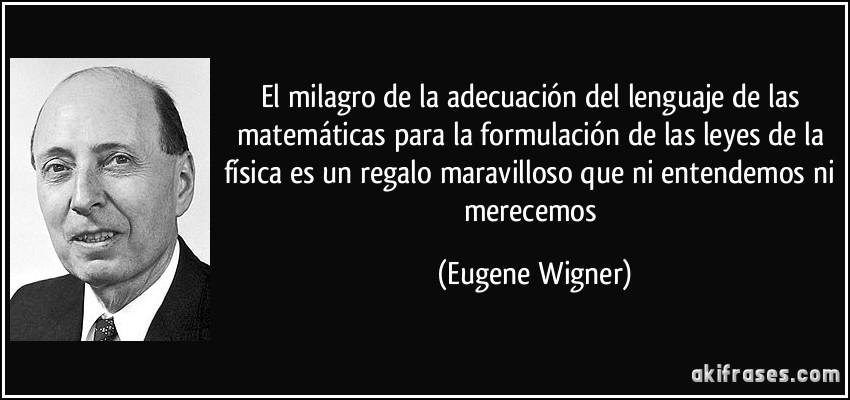 El milagro de la adecuación del lenguaje de las
matemáticas para la formulación de las leyes de la
física es un regalo maravilloso que ni entendemos ni
merecemos
(Eugene Wigner)
akifrases.com